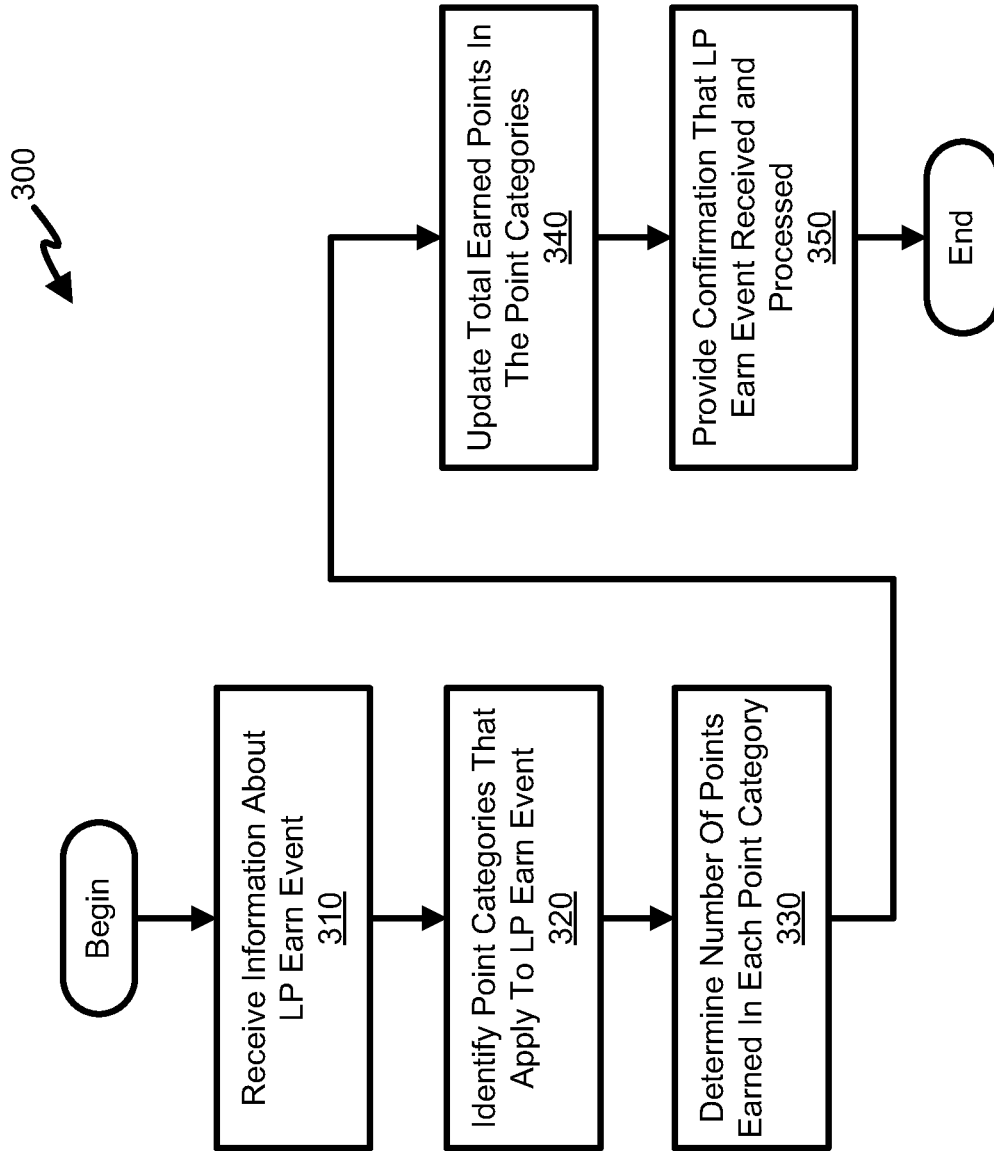 300
Begin
Receive Information About
LP Earn Event
310
Identify Point Categories That
Apply To LP Earn Event
320
Determine Number Of Points
Earned In Each Point Category
330
Update Total Earned Points In
The Point Categories
340
Provide Confirmation That LP
Earn Event Received and
Processed
350
End